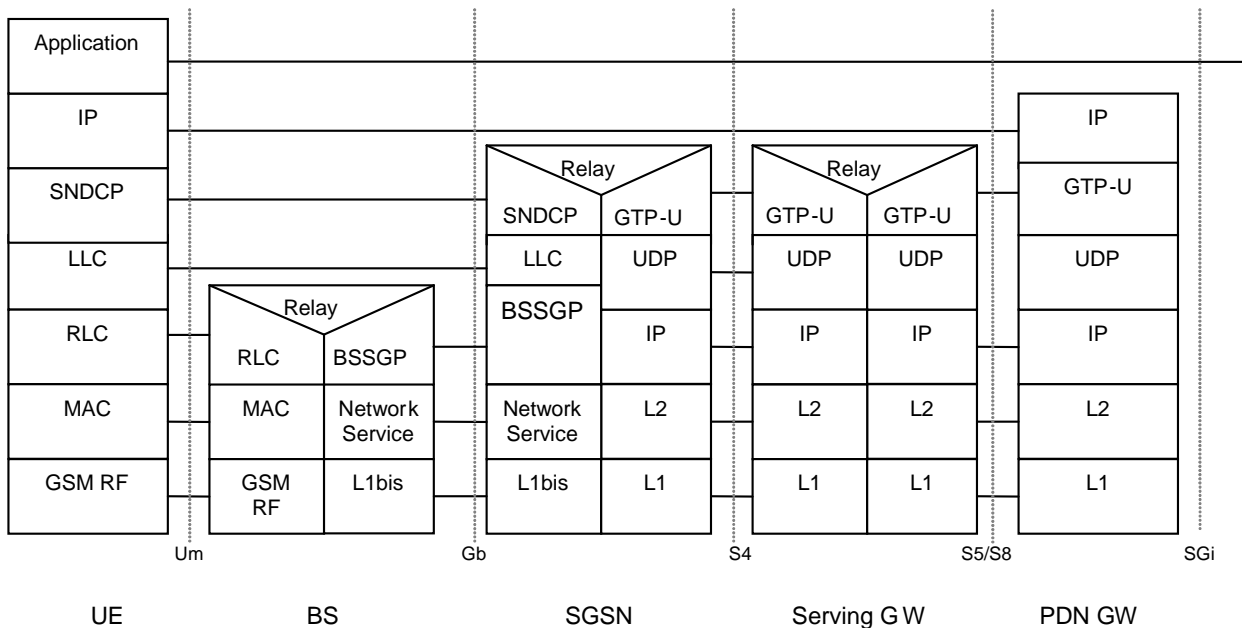 Application
IP
SNDCP
LLC
RLC
MAC
GSM RF
Relay
RLC
BSSGP
MAC
Network
Service
GSM
RF
L1bis
Relay
SNDCP
GTP-U
LLC
UDP
BSSGP
IP
Network
Service
L2
L1bis
L1
Relay
GTP-U
GTP-U
UDP
UDP
IP
IP
L2
L2
L1
L1
IP
GTP-U
UDP
IP
L2
L1
Um
Gb
S4
S5/S8
SGi
UE
BS
SGSN
Serving GW
PDN GW